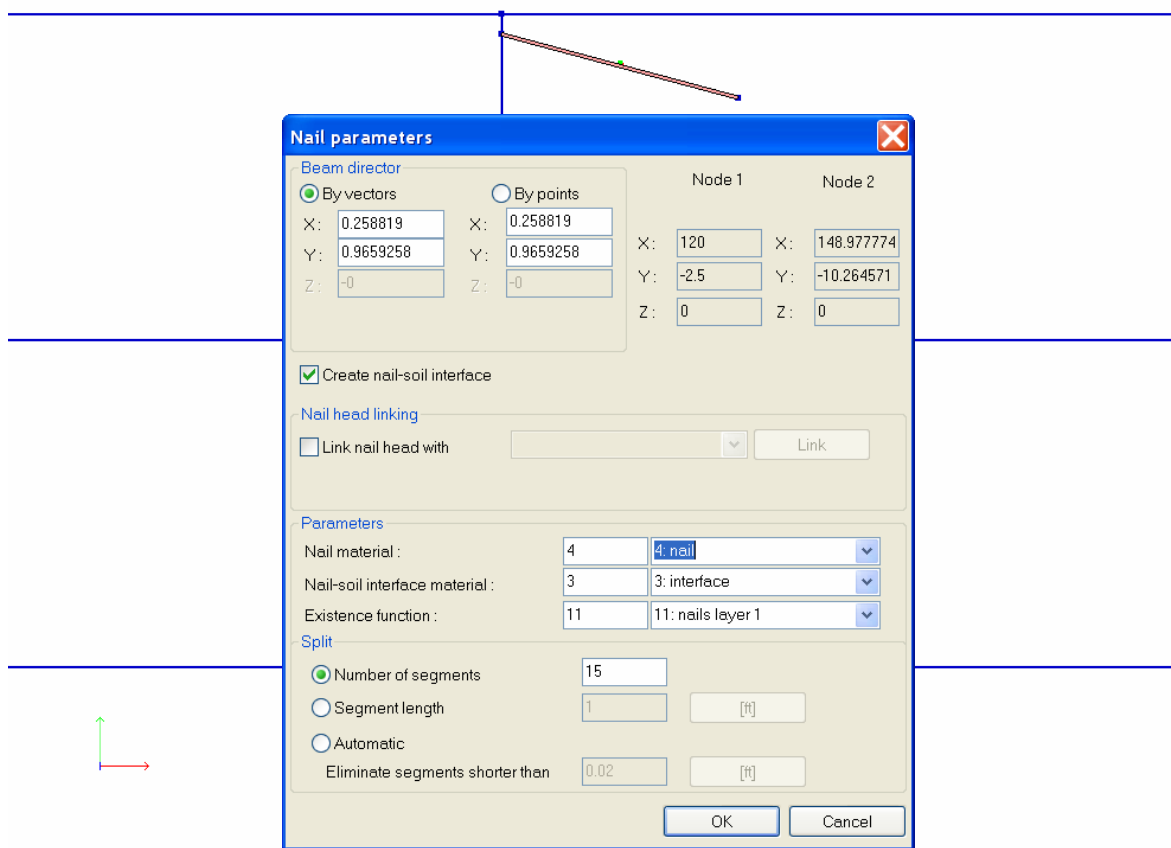 Nail parameters
Beam director
By vectors By points
X: 0.258819 X: 0.258819
Y: 0.9659258 Y: 0.9659258
Z: -0 Z: -0
Node 1 Node 2
X: 120 X: 148.977774
Y: -2.5 Y: -10.264571
Z: 0 Z: 0
Create nail-soil interface
Nail head linking
Link nail head with Link
Parameters
Nail material : 4 4: nail
Nail-soil interface material : 3 3: interface
Existence function : 11 11: nails layer 1
Split
Number of segments 15
Segment length 1 [ft]
Automatic
Eliminate segments shorter than 0.02 [ft]
OK Cancel